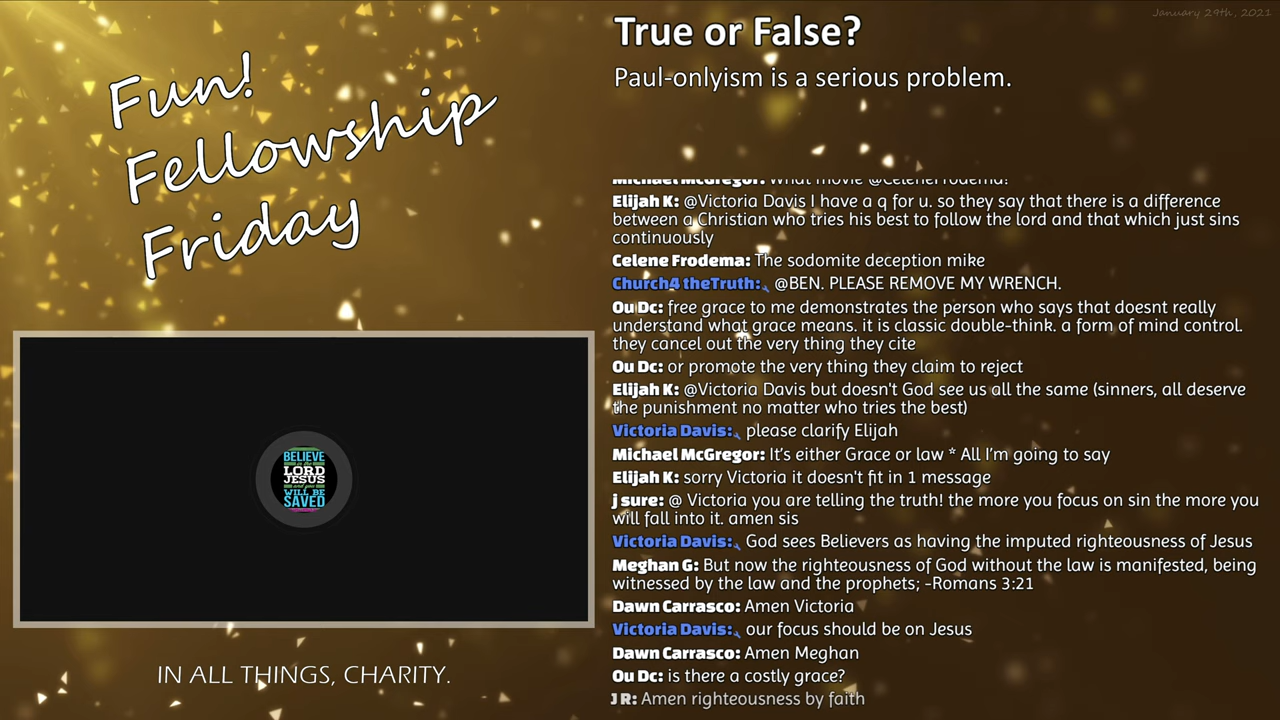 January 29th, 2021
True or False?
Paul-onlyism is a serious problem.
Fun!
Fellowship
Friday
Michael McGregor: What movie @CeleneFrodema?
Elijah K: @Victoria Davis I have a q for u. so they say that there is a difference
between a Christian who tries his best to follow the lord and that which just sins
continuously
Celene Frodema: The sodomite deception mike
Church4theTruth: @BEN. PLEASE REMOVE MY WRENCH.
Ou Dc: free grace to me demonstrates the person who says that doesnt really
understand what grace means. it is classic double-think. a form of mind control.
they cancel out the very thing they cite
Ou Dc: or promote the very thing they claim to reject
Elijah K: @Victoria Davis but doesn't God see us all the same (sinners, all deserve
the punishment no matter who tries the best)
Victoria Davis: please clarify Elijah
Michael McGregor: It's either Grace or law * All I'm going to say
Elijah K: sorry Victoria it doesn't fit in 1 message
j sure: @ Victoria you are telling the truth! the more you focus on sin the more you
will fall into it. amen sis
Victoria Davis: God sees Believers as having the imputed righteousness of Jesus
Meghan G: But now the righteousness of God without the law is manifested, being
witnessed by the law and the prophets; -Romans 3:21
Dawn Carrasco: Amen Victoria
Victoria Davis: our focus should be on Jesus
Dawn Carrasco: Amen Meghan
Ou Dc: is there a costly grace?
J R: Amen righteousness by faith
BELIEVE
LORD
JESUS
WILL BE
SAVED
IN ALL THINGS, CHARITY.